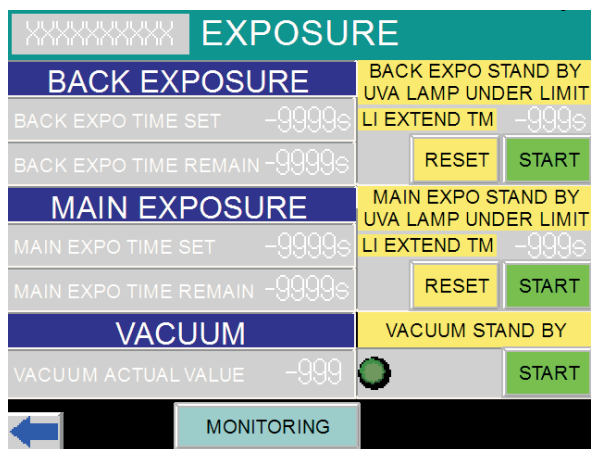 XXXXXXXXXX EXPOSURE
BACK EXPOSURE
BACK EXPO STAND BY
UVA LAMP UNDER LIMIT
BACK EXPO TIME SET -9999s
LI EXTEND TM -999s
BACK EXPO TIME REMAIN -9999s
RESET START
MAIN EXPOSURE
MAIN EXPO STAND BY
UVA LAMP UNDER LIMIT
MAIN EXPO TIME SET -9999s
LI EXTEND TM -999s
MAIN EXPO TIME REMAIN -9999s
RESET START
VACUUM
VACUUM STAND BY
VACUUM ACTUAL VALUE -999
START
MONITORING